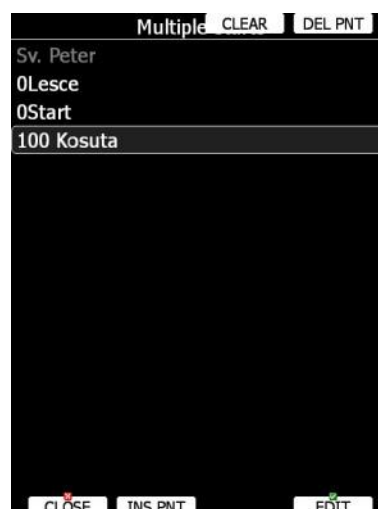 Multiple CLEAR DEL PNT
Sv. Peter
0Lesce
0Start
100 Kosuta
CLOSE INS PNT EDIT